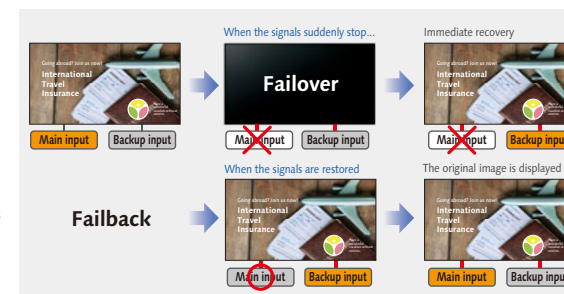 When the signals suddenly stop...
Immediate recovery
Going abroad? Join us now!
International
Travel
Insurance
Failover
Going abroad? Join us now!
International
Travel
Insurance
Main input
Backup input
Main input
Backup input
Main input
Backup inpu
When the signals are restored
The original image is displayed
Failback
Going abroad? Join us now!
International
Travel
Insurance
Going abroad? Join us now!
International
Travel
Insurance
Main input
Backup input
Main input
Backup inpu